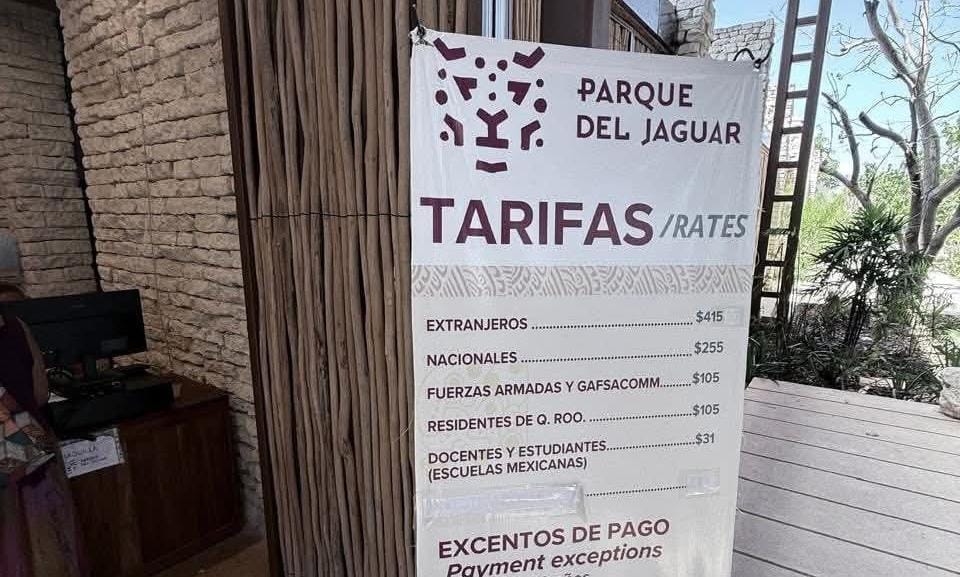 PARQUE
DEL JAGUAR
TARIFAS /RATES
EXTRANJEROS ........................................ $415
NACIONALES ........................................ $255
FUERZAS ARMADAS Y GAFSACOMM........ $105
RESIDENTES DE Q. ROO. ......................... $105
DOCENTES Y ESTUDIANTES..................... $31
(ESCUELAS MEXICANAS)
EXCENTOS DE PAGO
Payment exceptions